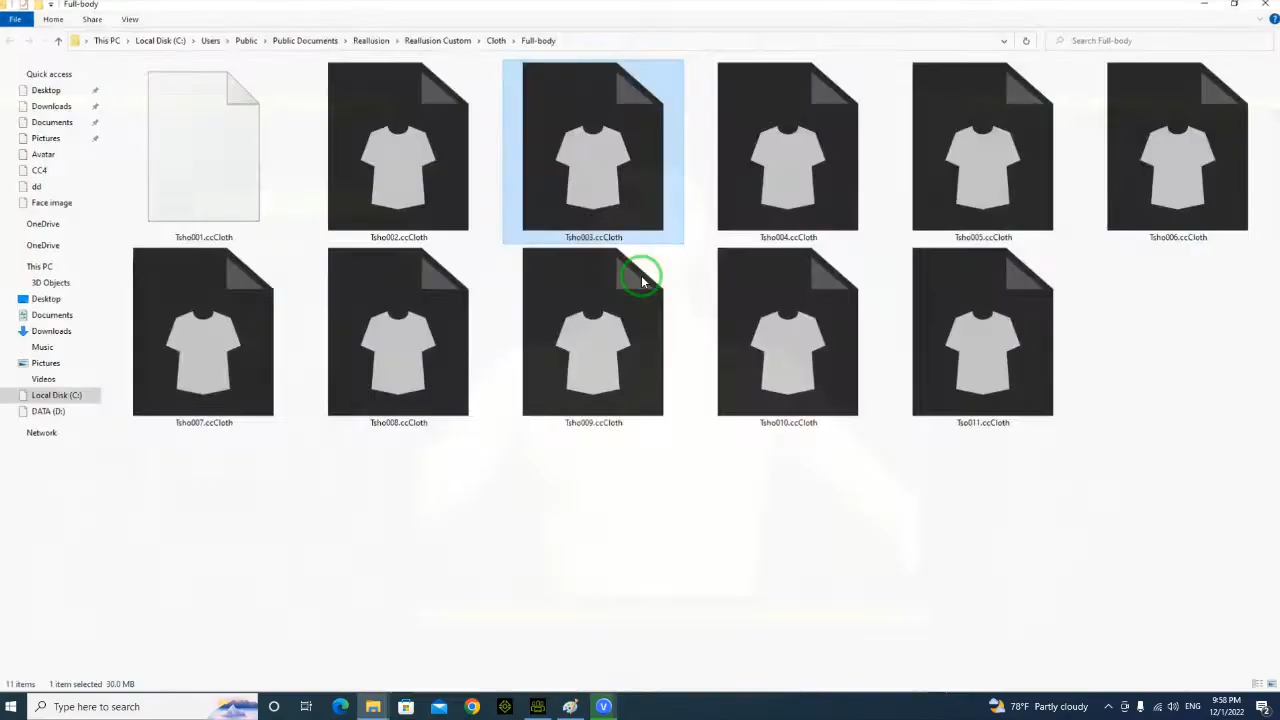 Full-body
File Home Share View
This PC Local Disk (C:) Users Public Public Documents Reallusion Reallusion Custom Cloth Full-body Search Full-body
Quick access
Desktop
Downloads
Documents
Pictures
Avatar
CC4
dd
Face image
OneDrive
OneDrive
This PC
3D Objects
Desktop
Documents
Downloads
Music
Pictures
Videos
Local Disk (C:)
DATA (D:)
Network
Tsho001.ccCloth Tsho002.ccCloth Tsho003.ccCloth Tsho004.ccCloth Tsho005.ccCloth Tsho006.ccCloth
Tsho007.ccCloth Tsho008.ccCloth Tsho009.ccCloth Tsho010.ccCloth Tso011.ccCloth
11 items 1 item selected 30.0 MB
Type here to search
V
78°F Partly cloudy
ENG
9:58 PM
12/1/2022